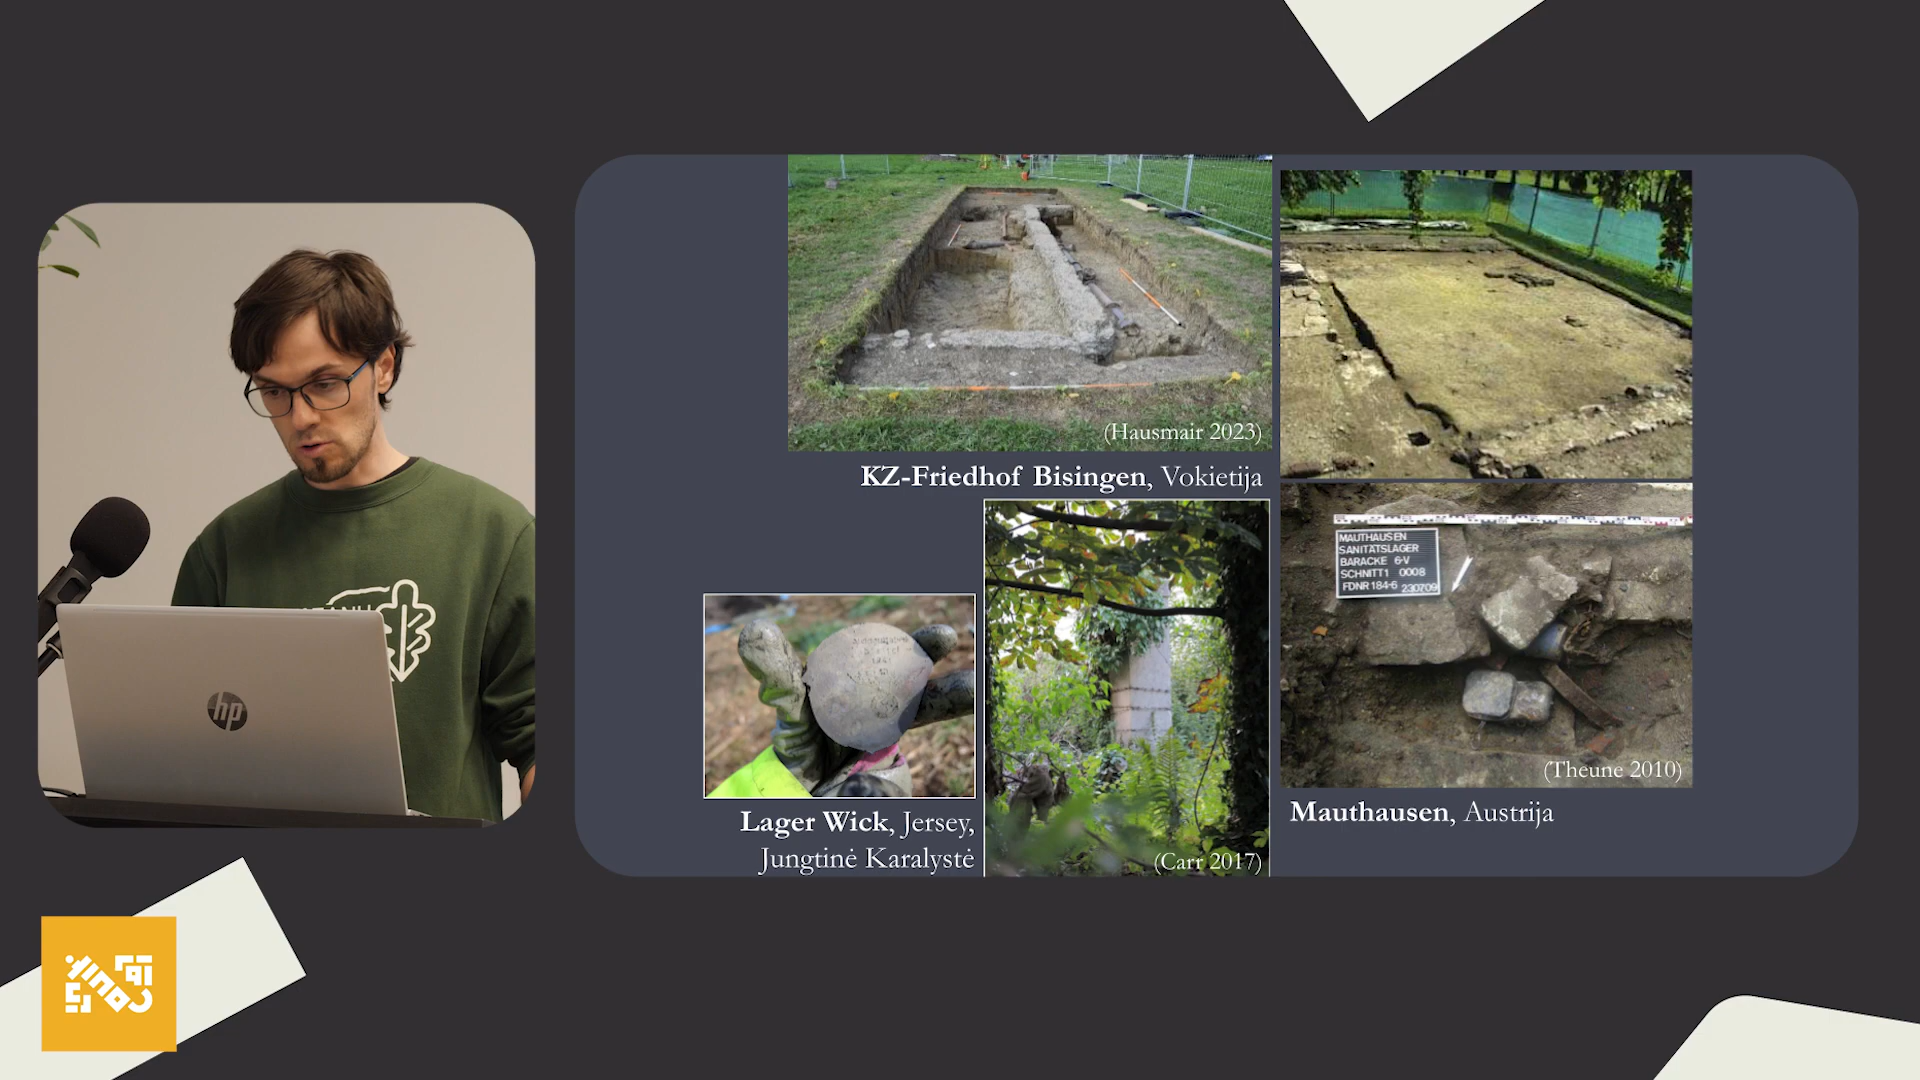 (Hausmair 2023)
KZ-Friedhof Bisingen, Vokietija
MAUTHAUSEN
SANITÄTSLAGER
BARACKE 6-V
SCHNITT1 0008
FDNR 184-6 230709
(Theune 2010)
Mauthausen, Austrija
1941
Lager Wick, Jersey,
Jungtinė Karalystė
(Carr 2017)
hp